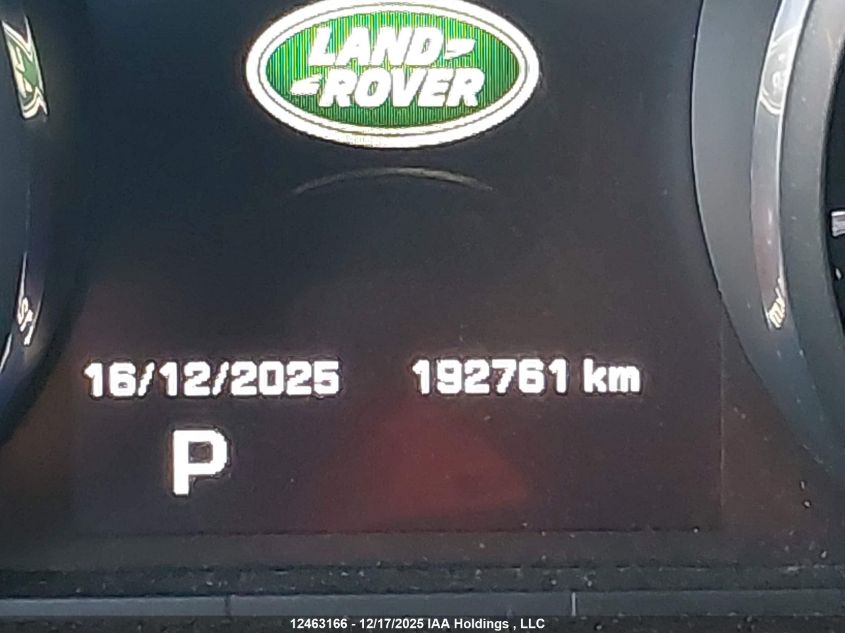 LAND
ROVER
16/12/2025 192761 km
P
12463166 - 12/17/2025 IAA Holdings , LLC